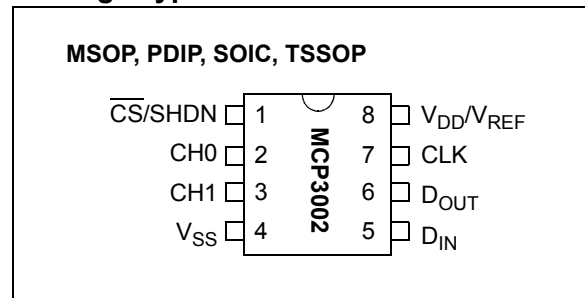 MSOP, PDIP, SOIC, TSSOP
C̅S̅/SHDN 1 8 VDD/VREF
CH0 2 7 CLK
CH1 3 6 DOUT
VSS 4 5 DIN
MCP3002